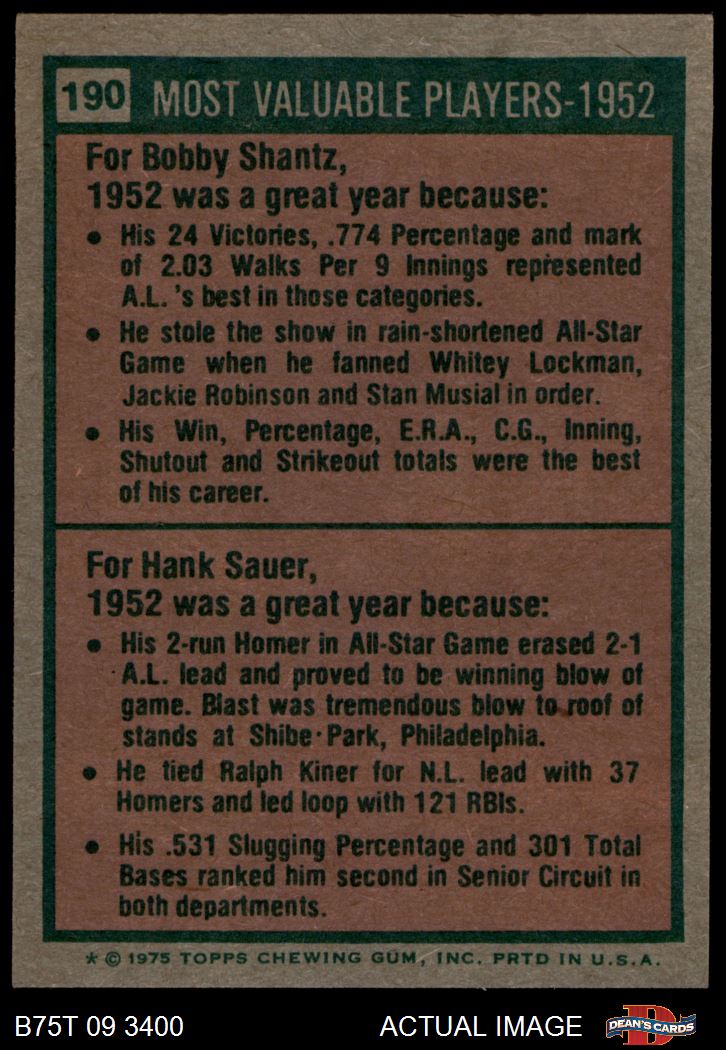 190 MOST VALUABLE PLAYERS-1952
For Bobby Shantz,
1952 was a great year because:
• His 24 Victories, .774 Percentage and mark
of 2.03 Walks Per 9 Innings represented
A.L. 's best in those categories.
• He stole the show in rain-shortened All-Star
Game when he fanned Whitey Lockman,
Jackie Robinson and Stan Musial in order.
• His Win, Percentage, E.R.A., C.G., Inning,
Shutout and Strikeout totals were the best
of his career.
For Hank Sauer,
1952 was a great year because:
• His 2-run Homer in All-Star Game erased 2-1
A.L. lead and proved to be winning blow of
game. Blast was tremendous blow to roof of
stands at Shibe Park, Philadelphia.
• He tied Ralph Kiner for N.L. lead with 37
Homers and led loop with 121 RBIs.
• His .531 Slugging Percentage and 301 Total
Bases ranked him second in Senior Circuit in
both departments.
* © 1975 TOPPS CHEWING GUM, INC. PRTD IN U.S.A.
B75T 09 3400 ACTUAL IMAGE D DEAN'S CARDS